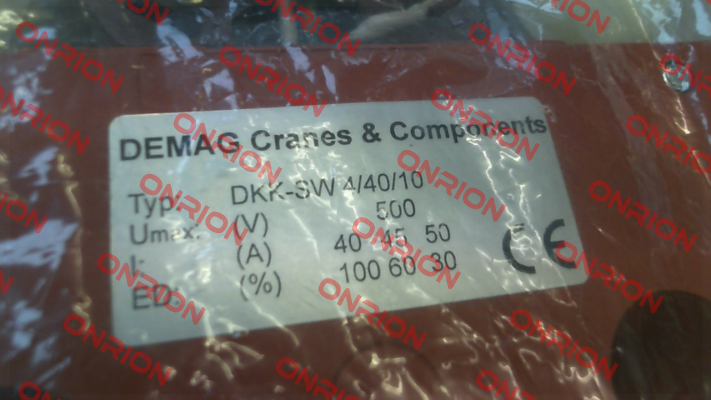 DEMAG Cranes & Components
Typ: DKK-SW 4/40/10
Umax: (V) 500
I: (A) 40 45 50
ED: (%) 100 60 30
CE
ONRION